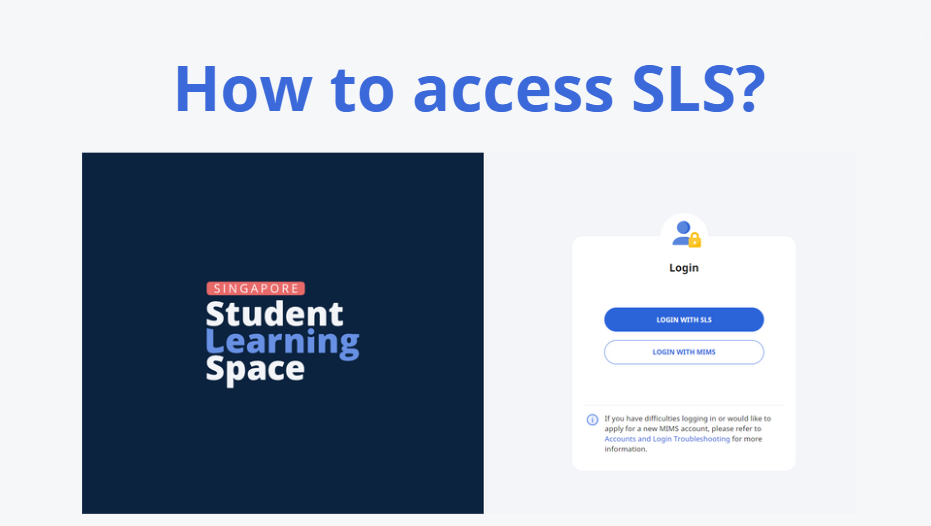 How to access SLS?
SINGAPORE
Student
Learning
Space
Login
LOGIN WITH SLS
LOGIN WITH MIMS
If you have difficulties logging in or would like to
apply for a new MIMS account, please refer to
Accounts and Login Troubleshooting for more
information.